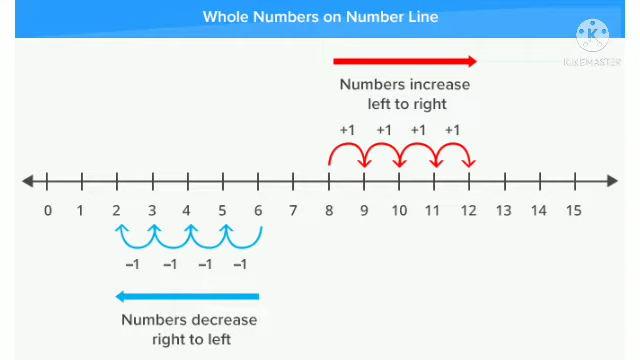 Whole Numbers on Number Line
K
KINEMASTER
Numbers increase
left to right
+1 +1 +1 +1
0 1 2 3 4 5 6 7 8 9 10 11 12 13 14 15
–1 –1 –1 –1
Numbers decrease
right to left